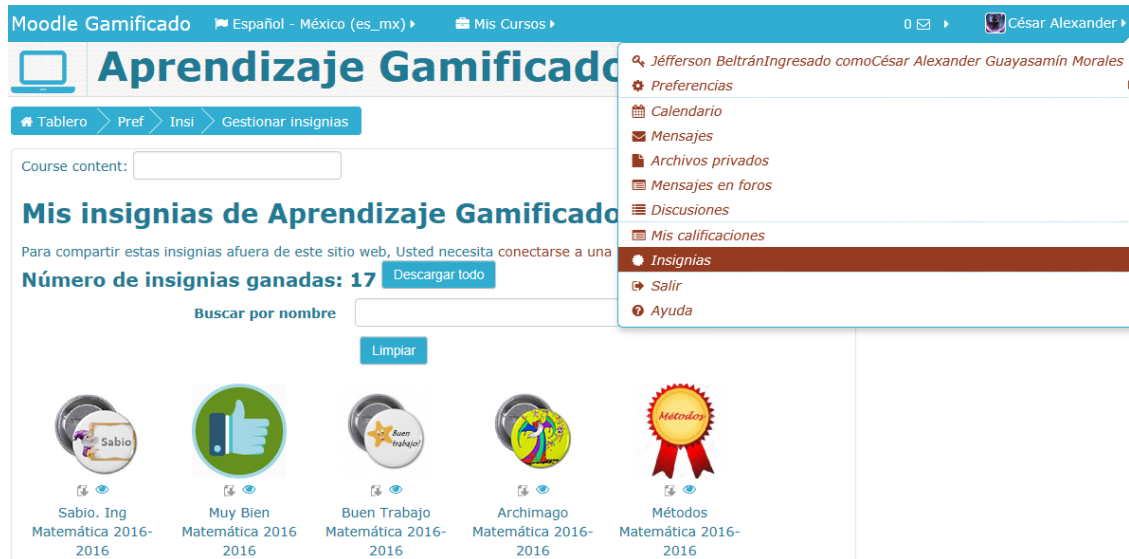 Moodle Gamificado Español - México (es_mx) Mis Cursos 0 César Alexander
Aprendizaje Gamificado
Jéfferson BeltránIngresado comoCésar Alexander Guayasamín Morales
Preferencias
Calendario
Mensajes
Archivos privados
Mensajes en foros
Discusiones
Mis calificaciones
Insignias
Salir
Ayuda
Tablero Pref Insi Gestionar insignias
Course content:
Mis insignias de Aprendizaje Gamificado
Para compartir estas insignias afuera de este sitio web, Usted necesita conectarse a una
Número de insignias ganadas: 17 Descargar todo
Buscar por nombre
Limpiar
Sabio
Buen
trabajo!
Métodos
Sabio. Ing Muy Bien Buen Trabajo Archimago Métodos
Matemática 2016- Matemática 2016 Matemática 2016- Matemática 2016- Matemática 2016-
2016 2016 2016 2016 2016